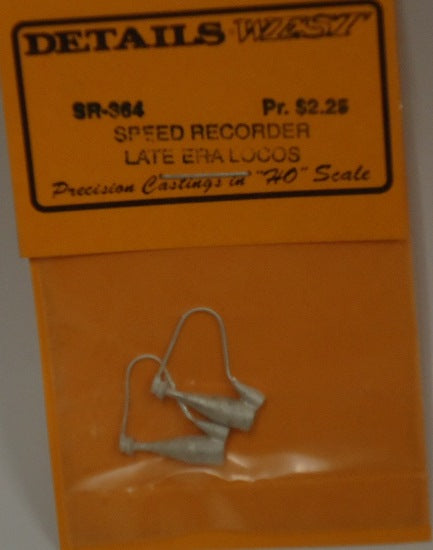 DETAILS WEST
SR-364 Pr. $2.25
SPEED RECORDER
LATE ERA LOCOS
Precision Castings in "HO" Scale